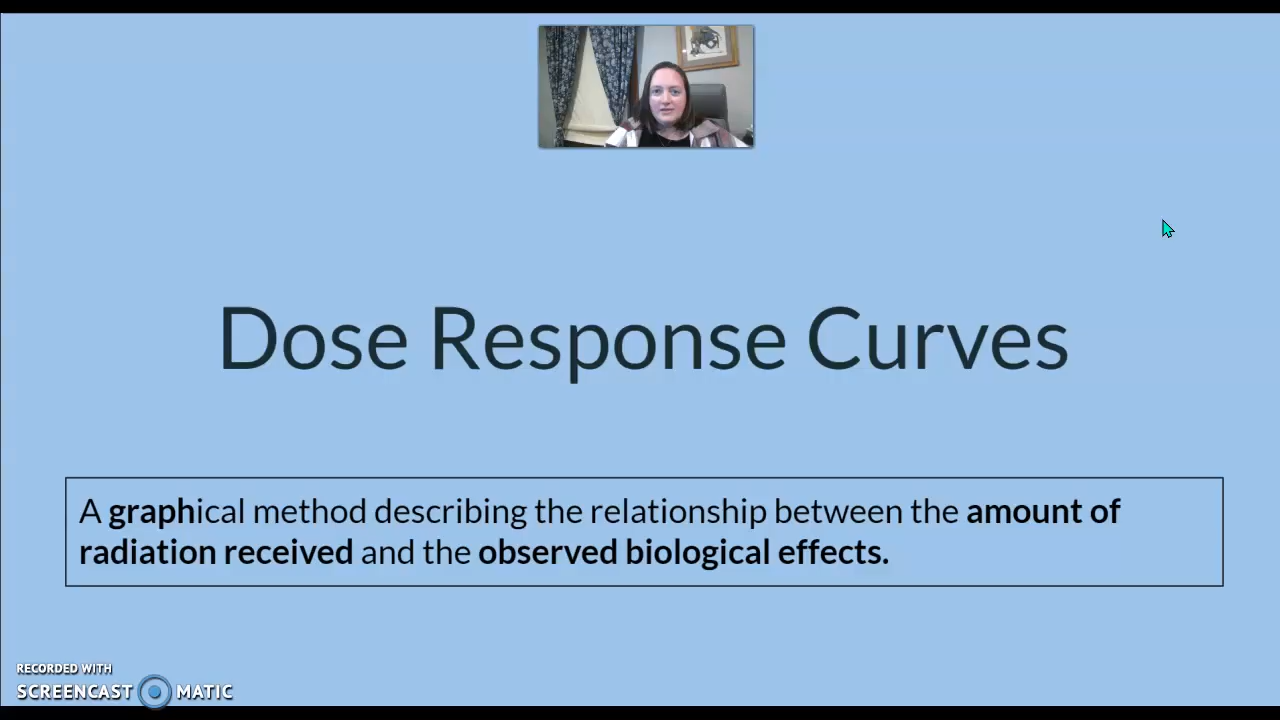 Dose Response Curves
A graphical method describing the relationship between the amount of
radiation received and the observed biological effects.
RECORDED WITH
SCREENCAST MATIC